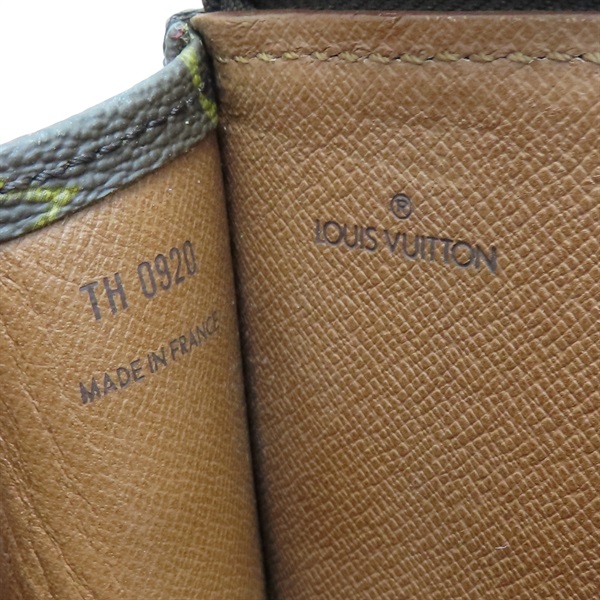 TH 0920
MADE IN FRANCE
®
LOUIS VUITTON